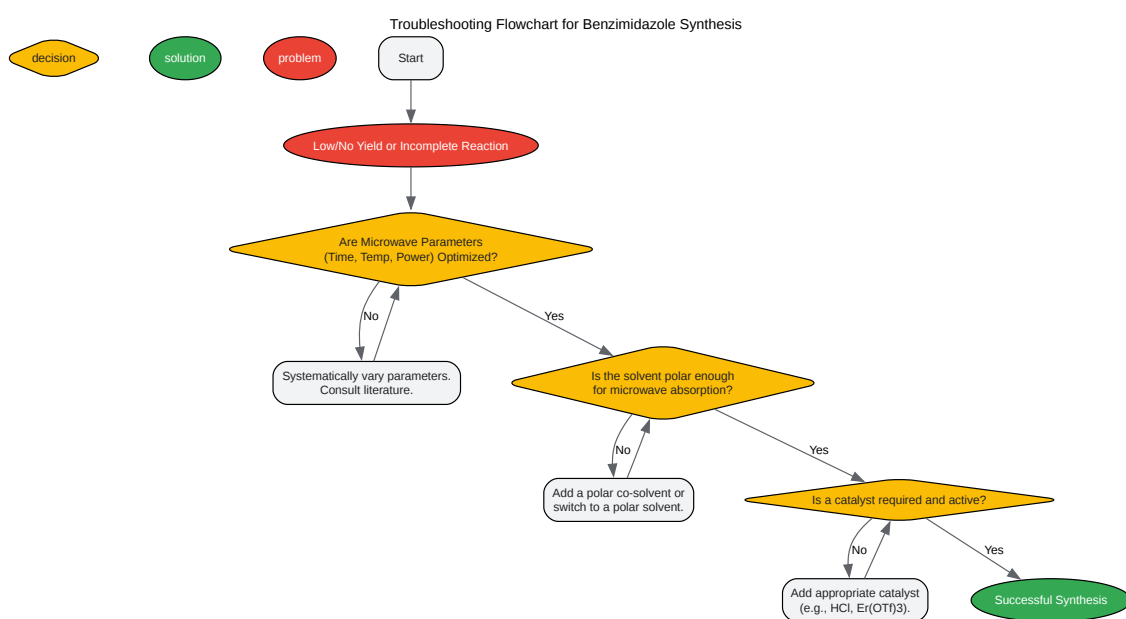 Troubleshooting Flowchart for Benzimidazole Synthesis
decision
solution
problem
Start
Low/No Yield or Incomplete Reaction
Are Microwave Parameters
(Time, Temp, Power) Optimized?
No
Yes
Systematically vary parameters.
Consult literature.
Is the solvent polar enough
for microwave absorption?
No
Yes
Add a polar co-solvent or
switch to a polar solvent.
Is a catalyst required and active?
No
Yes
Add appropriate catalyst
(e.g., HCl, Er(OTf)3).
Successful Synthesis